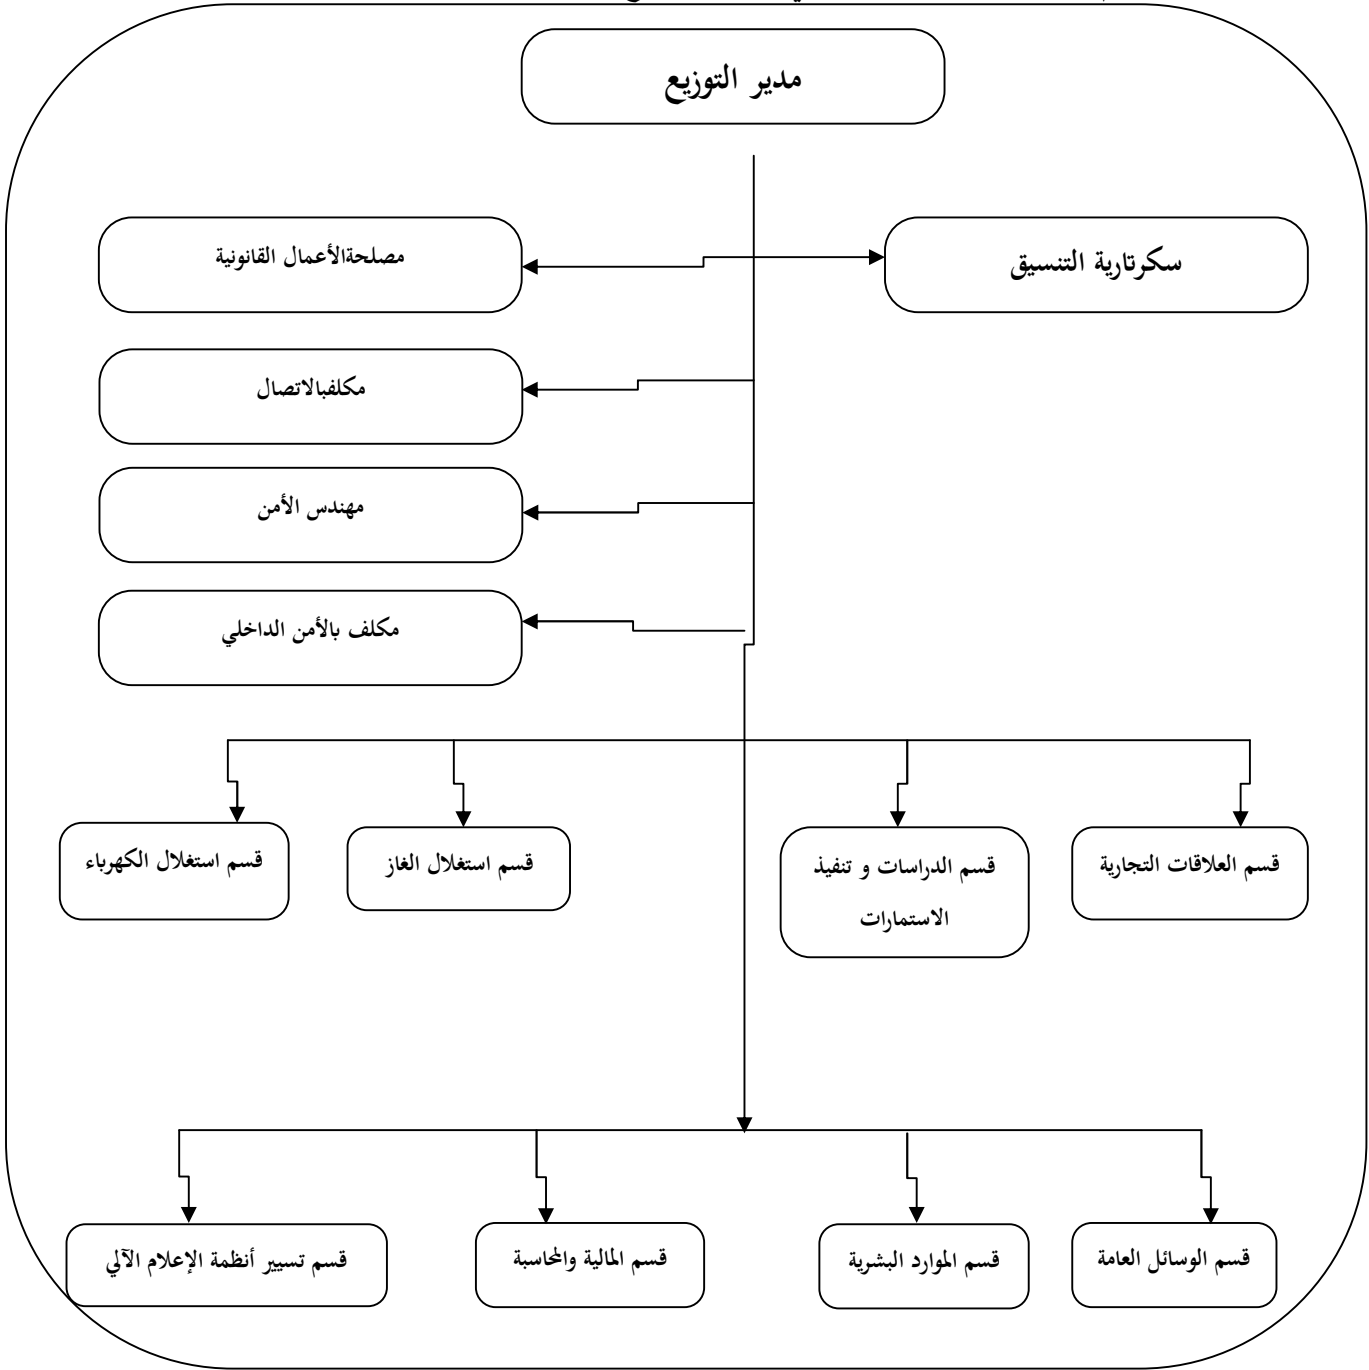 مدير التوزيع
سكرتارية التنسيق
مصلحةالأعمال القانونية
مكلفبالاتصال
مهندس الأمن
مكلف بالأمن الداخلي
قسم العلاقات التجارية
قسم الدراسات و تنفيذ
الاستمارات
قسم استغلال الغاز
قسم استغلال الكهرباء
قسم الوسائل العامة
قسم الموارد البشرية
قسم المالية والمحاسبة
قسم تسيير أنظمة الإعلام الآلي